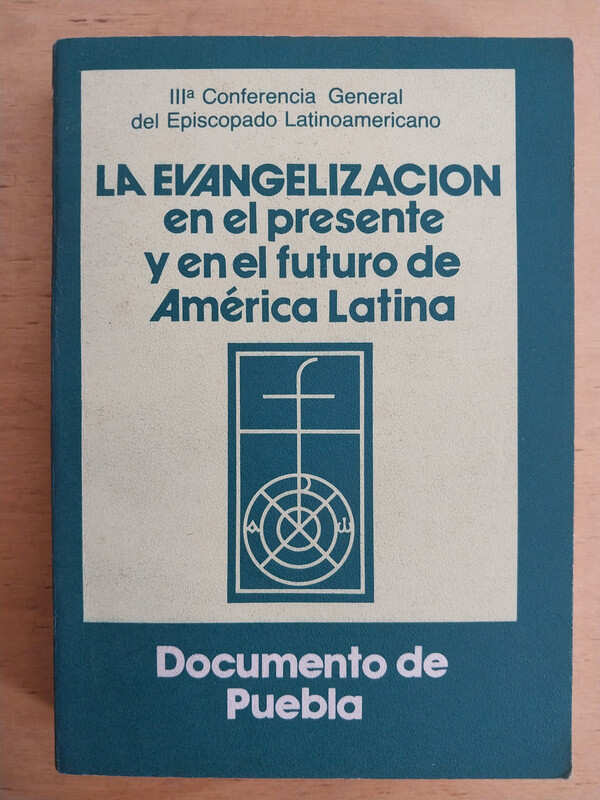 IIIª Conferencia General
del Episcopado Latinoamericano
LA EVANGELIZACION
en el presente
y en el futuro de
América Latina
Documento de
Puebla